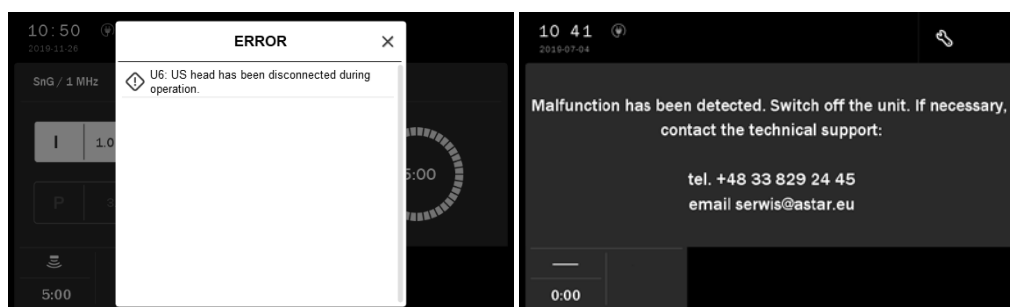 10:50
2019-11-26
ERROR
U6: US head has been disconnected during
operation.
SnG / 1 MHz
I 1.0
5:00
P 3
5:00
10 41
2019-07-04
Malfunction has been detected. Switch off the unit. If necessary,
contact the technical support:
tel. +48 33 829 24 45
email serwis@astar.eu
0:00